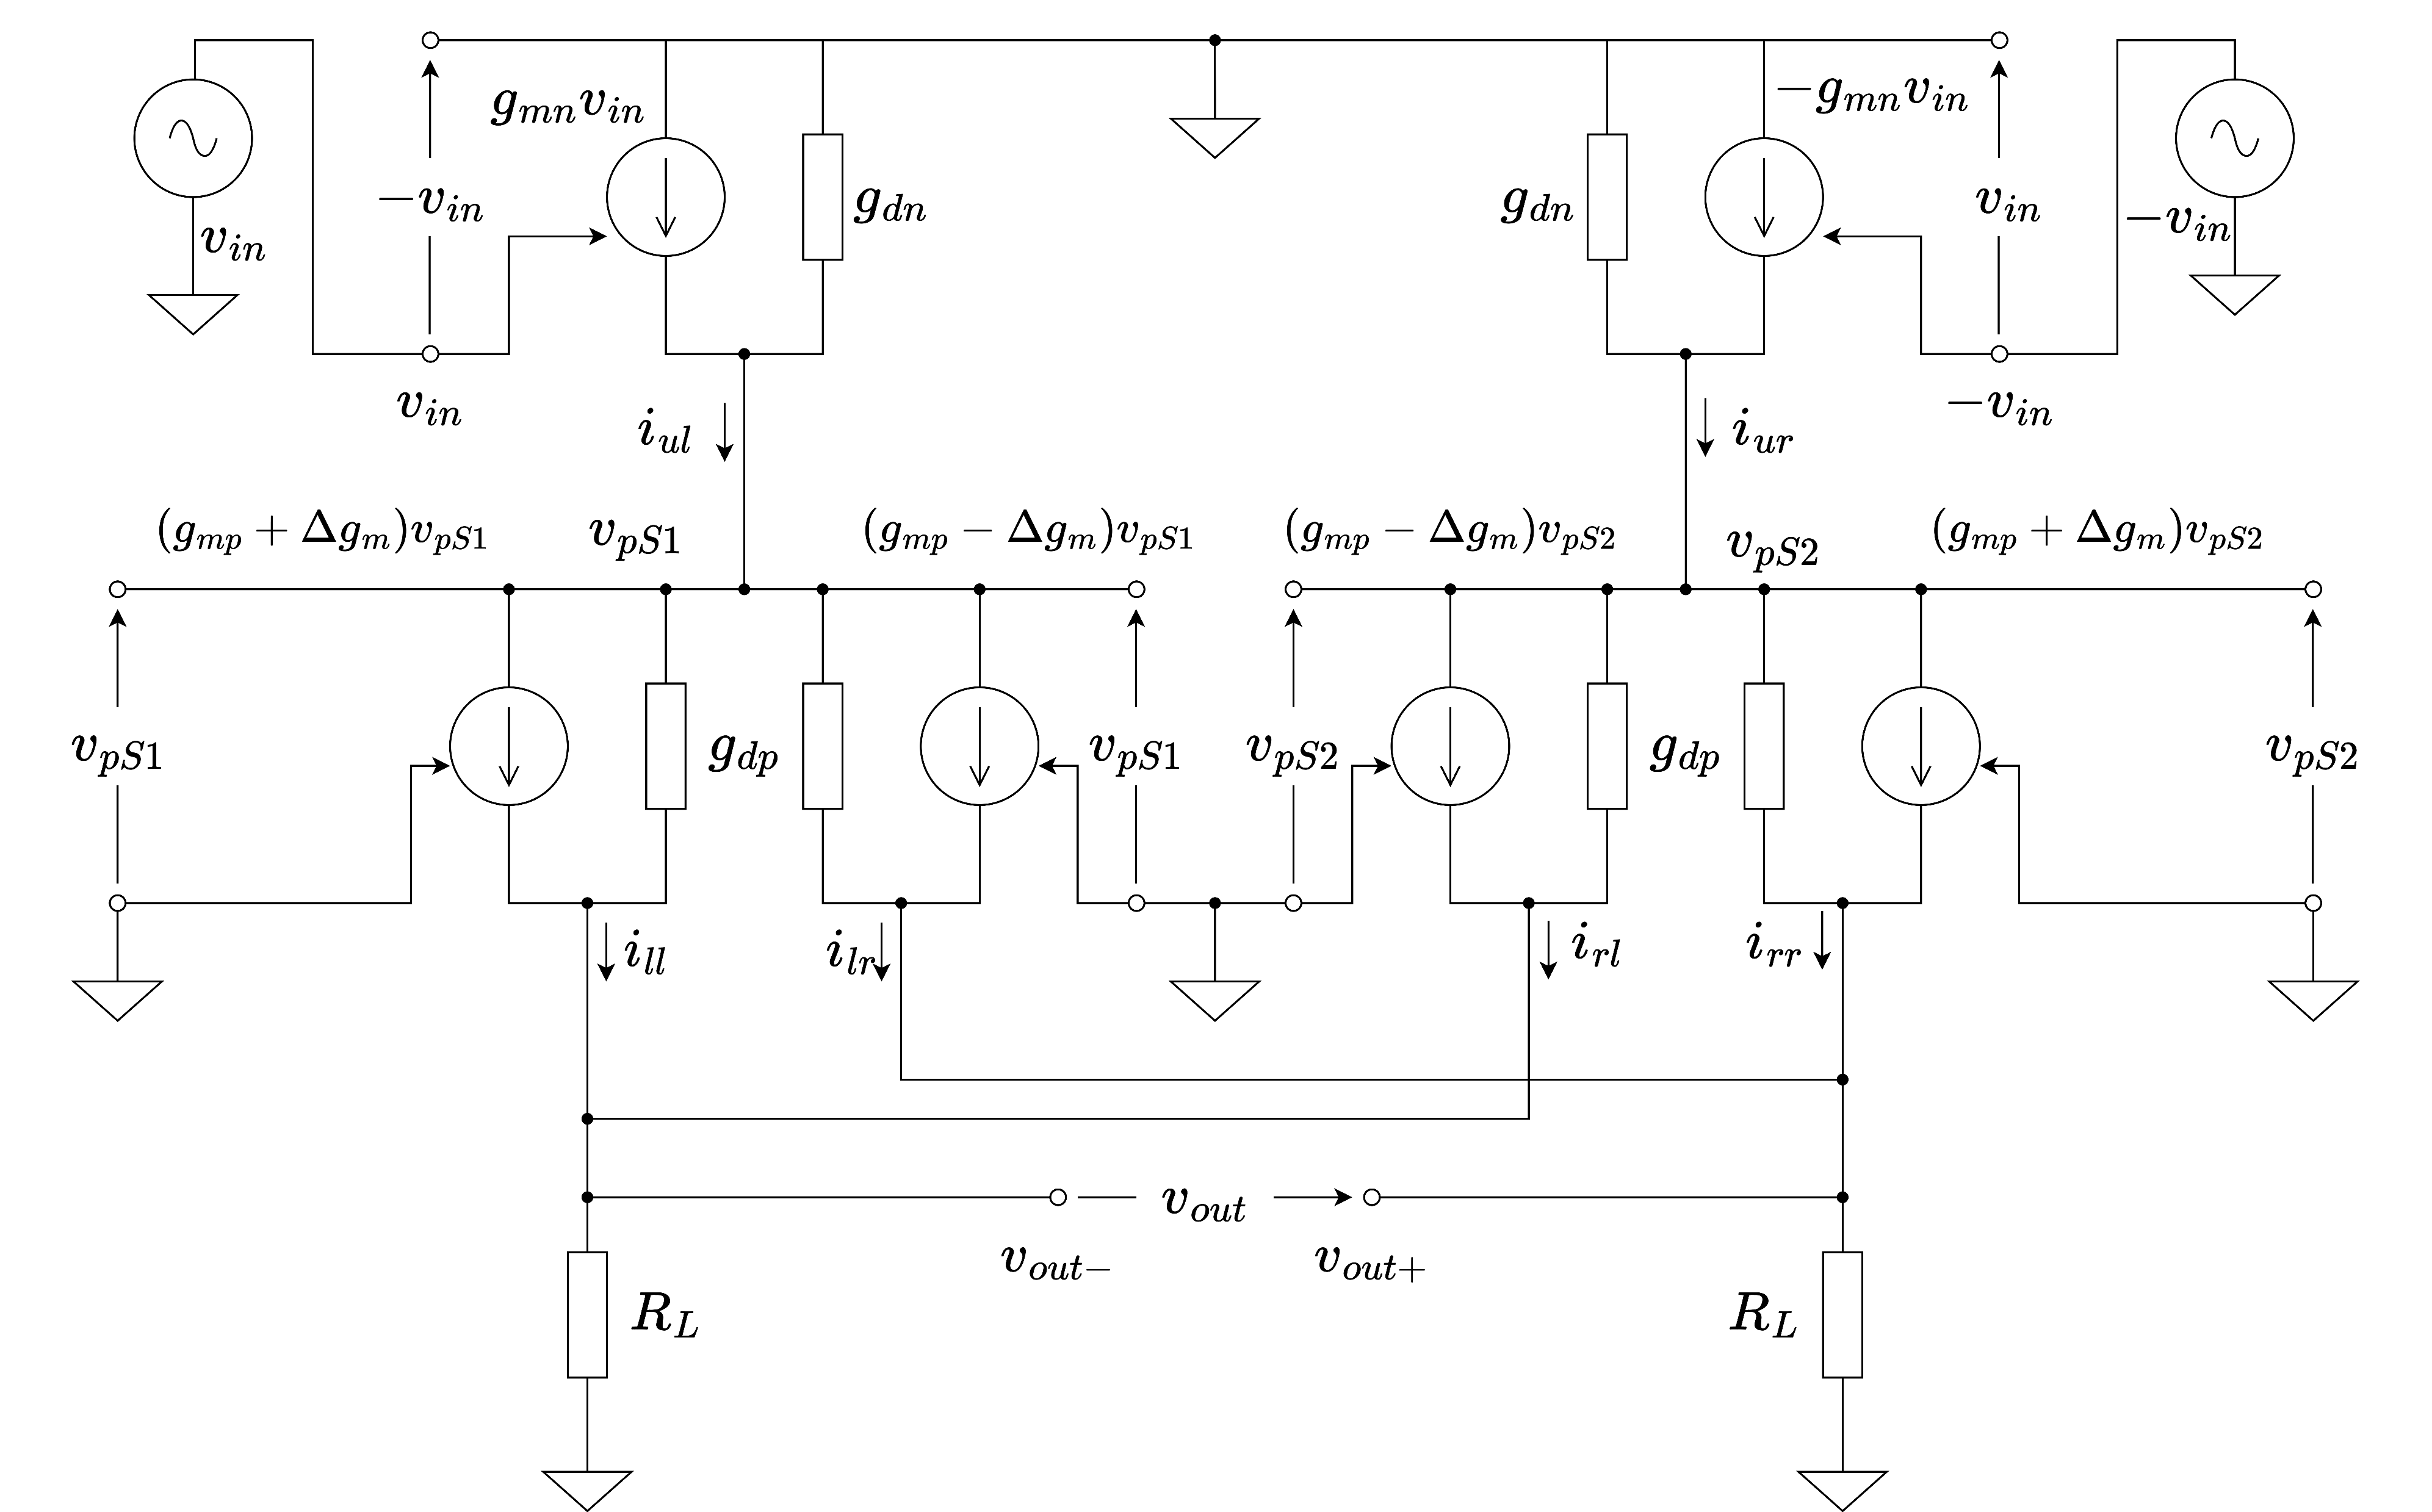 g_{mn}v_{in}
-g_{mn}v_{in}
v_{in}
-v_{in}
g_{dn}
g_{dn}
v_{in}
-v_{in}
v_{in}
-v_{in}
i_{ul}
i_{ur}
(g_{mp} + Δg_m)v_{pS1}
v_{pS1}
(g_{mp} − Δg_m)v_{pS1}
(g_{mp} − Δg_m)v_{pS2}
v_{pS2}
(g_{mp} + Δg_m)v_{pS2}
v_{pS1}
g_{dp}
v_{pS1}
v_{pS2}
g_{dp}
v_{pS2}
i_{ll}
i_{lr}
i_{rl}
i_{rr}
v_{out}
v_{out−}
v_{out+}
R_L
R_L